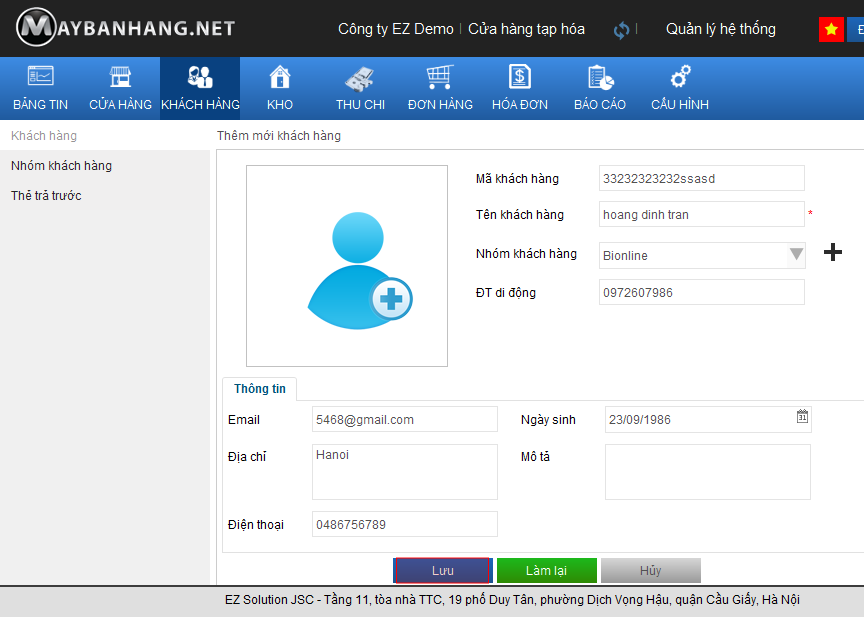 MAYBANHANG.NET
Công ty EZ Demo | Cửa hàng tạp hóa | Quản lý hệ thống
BẢNG TIN CỬA HÀNG KHÁCH HÀNG KHO THU CHI ĐƠN HÀNG HÓA ĐƠN BÁO CÁO CẤU HÌNH
Khách hàng
Nhóm khách hàng
Thẻ trả trước
Thêm mới khách hàng
Mã khách hàng 33232323232ssasd
Tên khách hàng hoang dinh tran *
Nhóm khách hàng Bionline
ĐT di động 0972607986
Thông tin
Email 5468@gmail.com Ngày sinh 23/09/1986 31
Địa chỉ Hanoi Mô tả
Điện thoại 0486756789
Lưu Làm lại Hủy
EZ Solution JSC - Tầng 11, tòa nhà TTC, 19 phố Duy Tân, phường Dịch Vọng Hậu, quận Cầu Giấy, Hà Nội